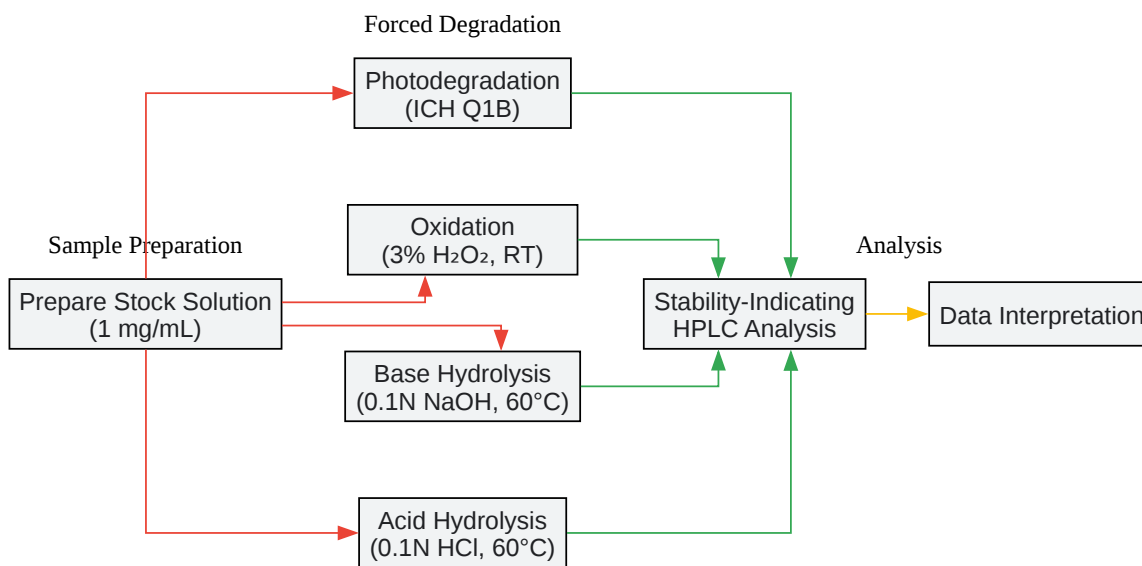 Forced Degradation
Photodegradation
(ICH Q1B)
Oxidation
(3% H₂O₂, RT)
Sample Preparation
Analysis
Prepare Stock Solution
(1 mg/mL)
Stability-Indicating
HPLC Analysis
Data Interpretation
Base Hydrolysis
(0.1N NaOH, 60°C)
Acid Hydrolysis
(0.1N HCl, 60°C)